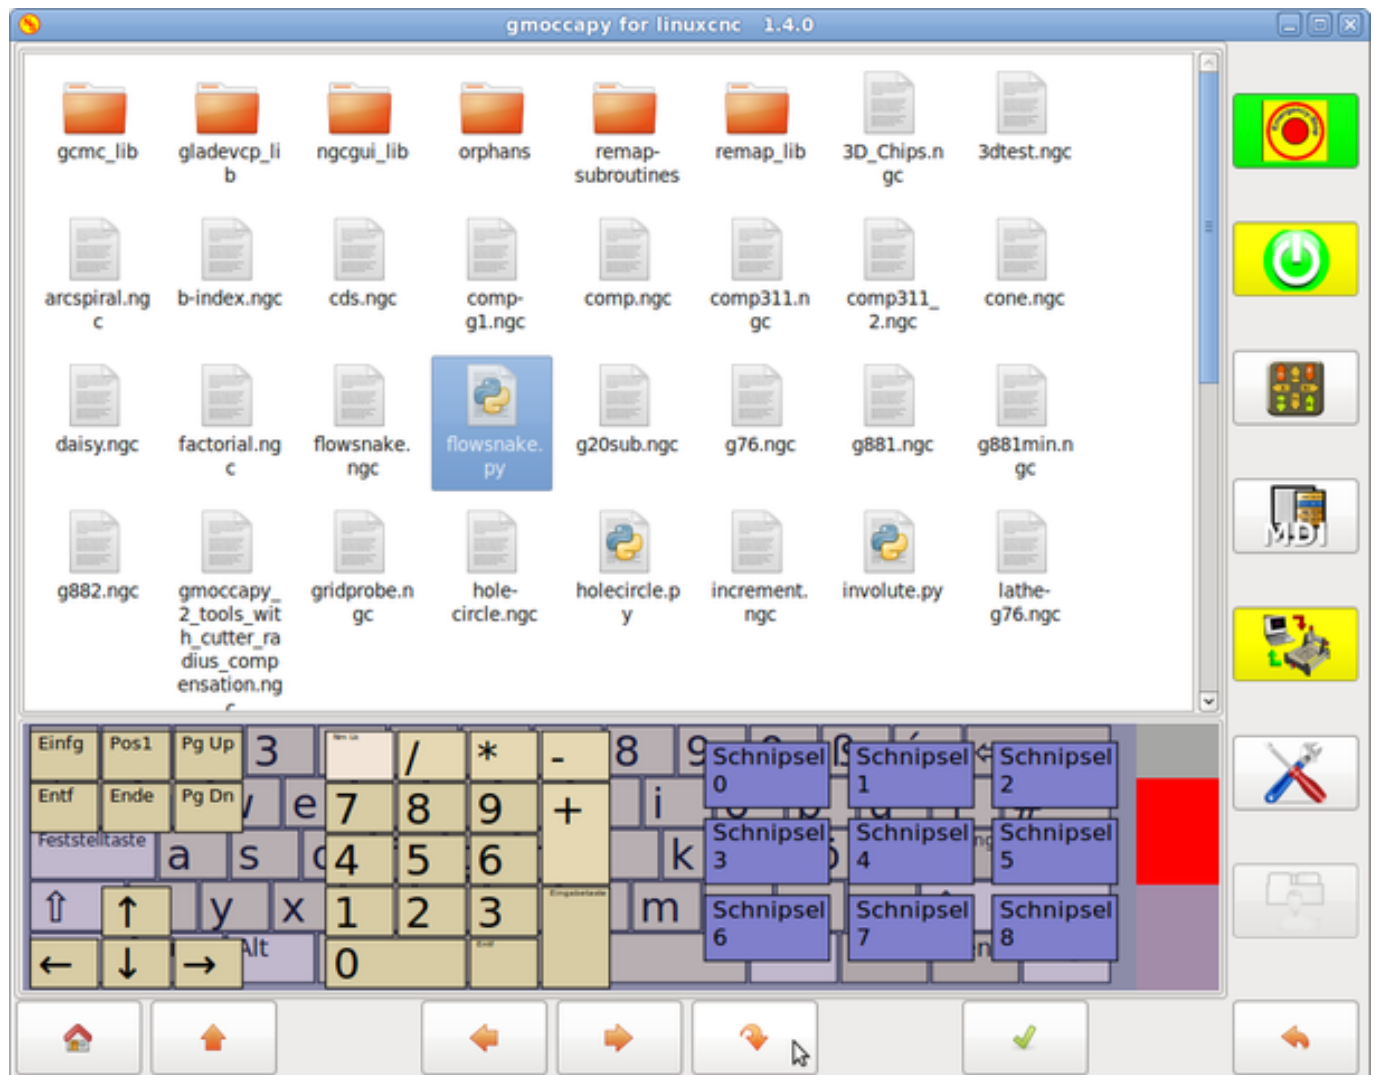 gmoccapy for linuxcnc 1.4.0
gcmc_lib
gladevcp_li
b
ngcgui_lib
orphans
remap-
subroutines
remap_lib
3D_Chips.n
gc
3dtest.ngc
Emergency-Stop
arcspiral.ng
c
b-index.ngc
cds.ngc
comp-
g1.ngc
comp.ngc
comp311.n
gc
comp311_
2.ngc
cone.ngc
daisy.ngc
factorial.ng
c
flowsnake.
ngc
flowsnake.
py
g20sub.ngc
g76.ngc
g881.ngc
g881min.n
gc
MDI
g882.ngc
gmoccapy_
2_tools_wit
h_cutter_ra
dius_comp
ensation.ng
c
gridprobe.n
gc
hole-
circle.ngc
holecircle.p
y
increment.
ngc
involute.py
lathe-
g76.ngc
Einfg Pos1 Pg Up 3 / * - 8 9
Entf Ende Pg Dn e 7 8 9 + i
Feststelltaste a s 4 5 6 k
⇧ ↑ y x 1 2 3 Eingabetaste m
← ↓ → Alt 0 Entf
Schnipsel
0
Schnipsel
1
Schnipsel
2
Schnipsel
3
Schnipsel
4
Schnipsel
5
Schnipsel
6
Schnipsel
7
Schnipsel
8